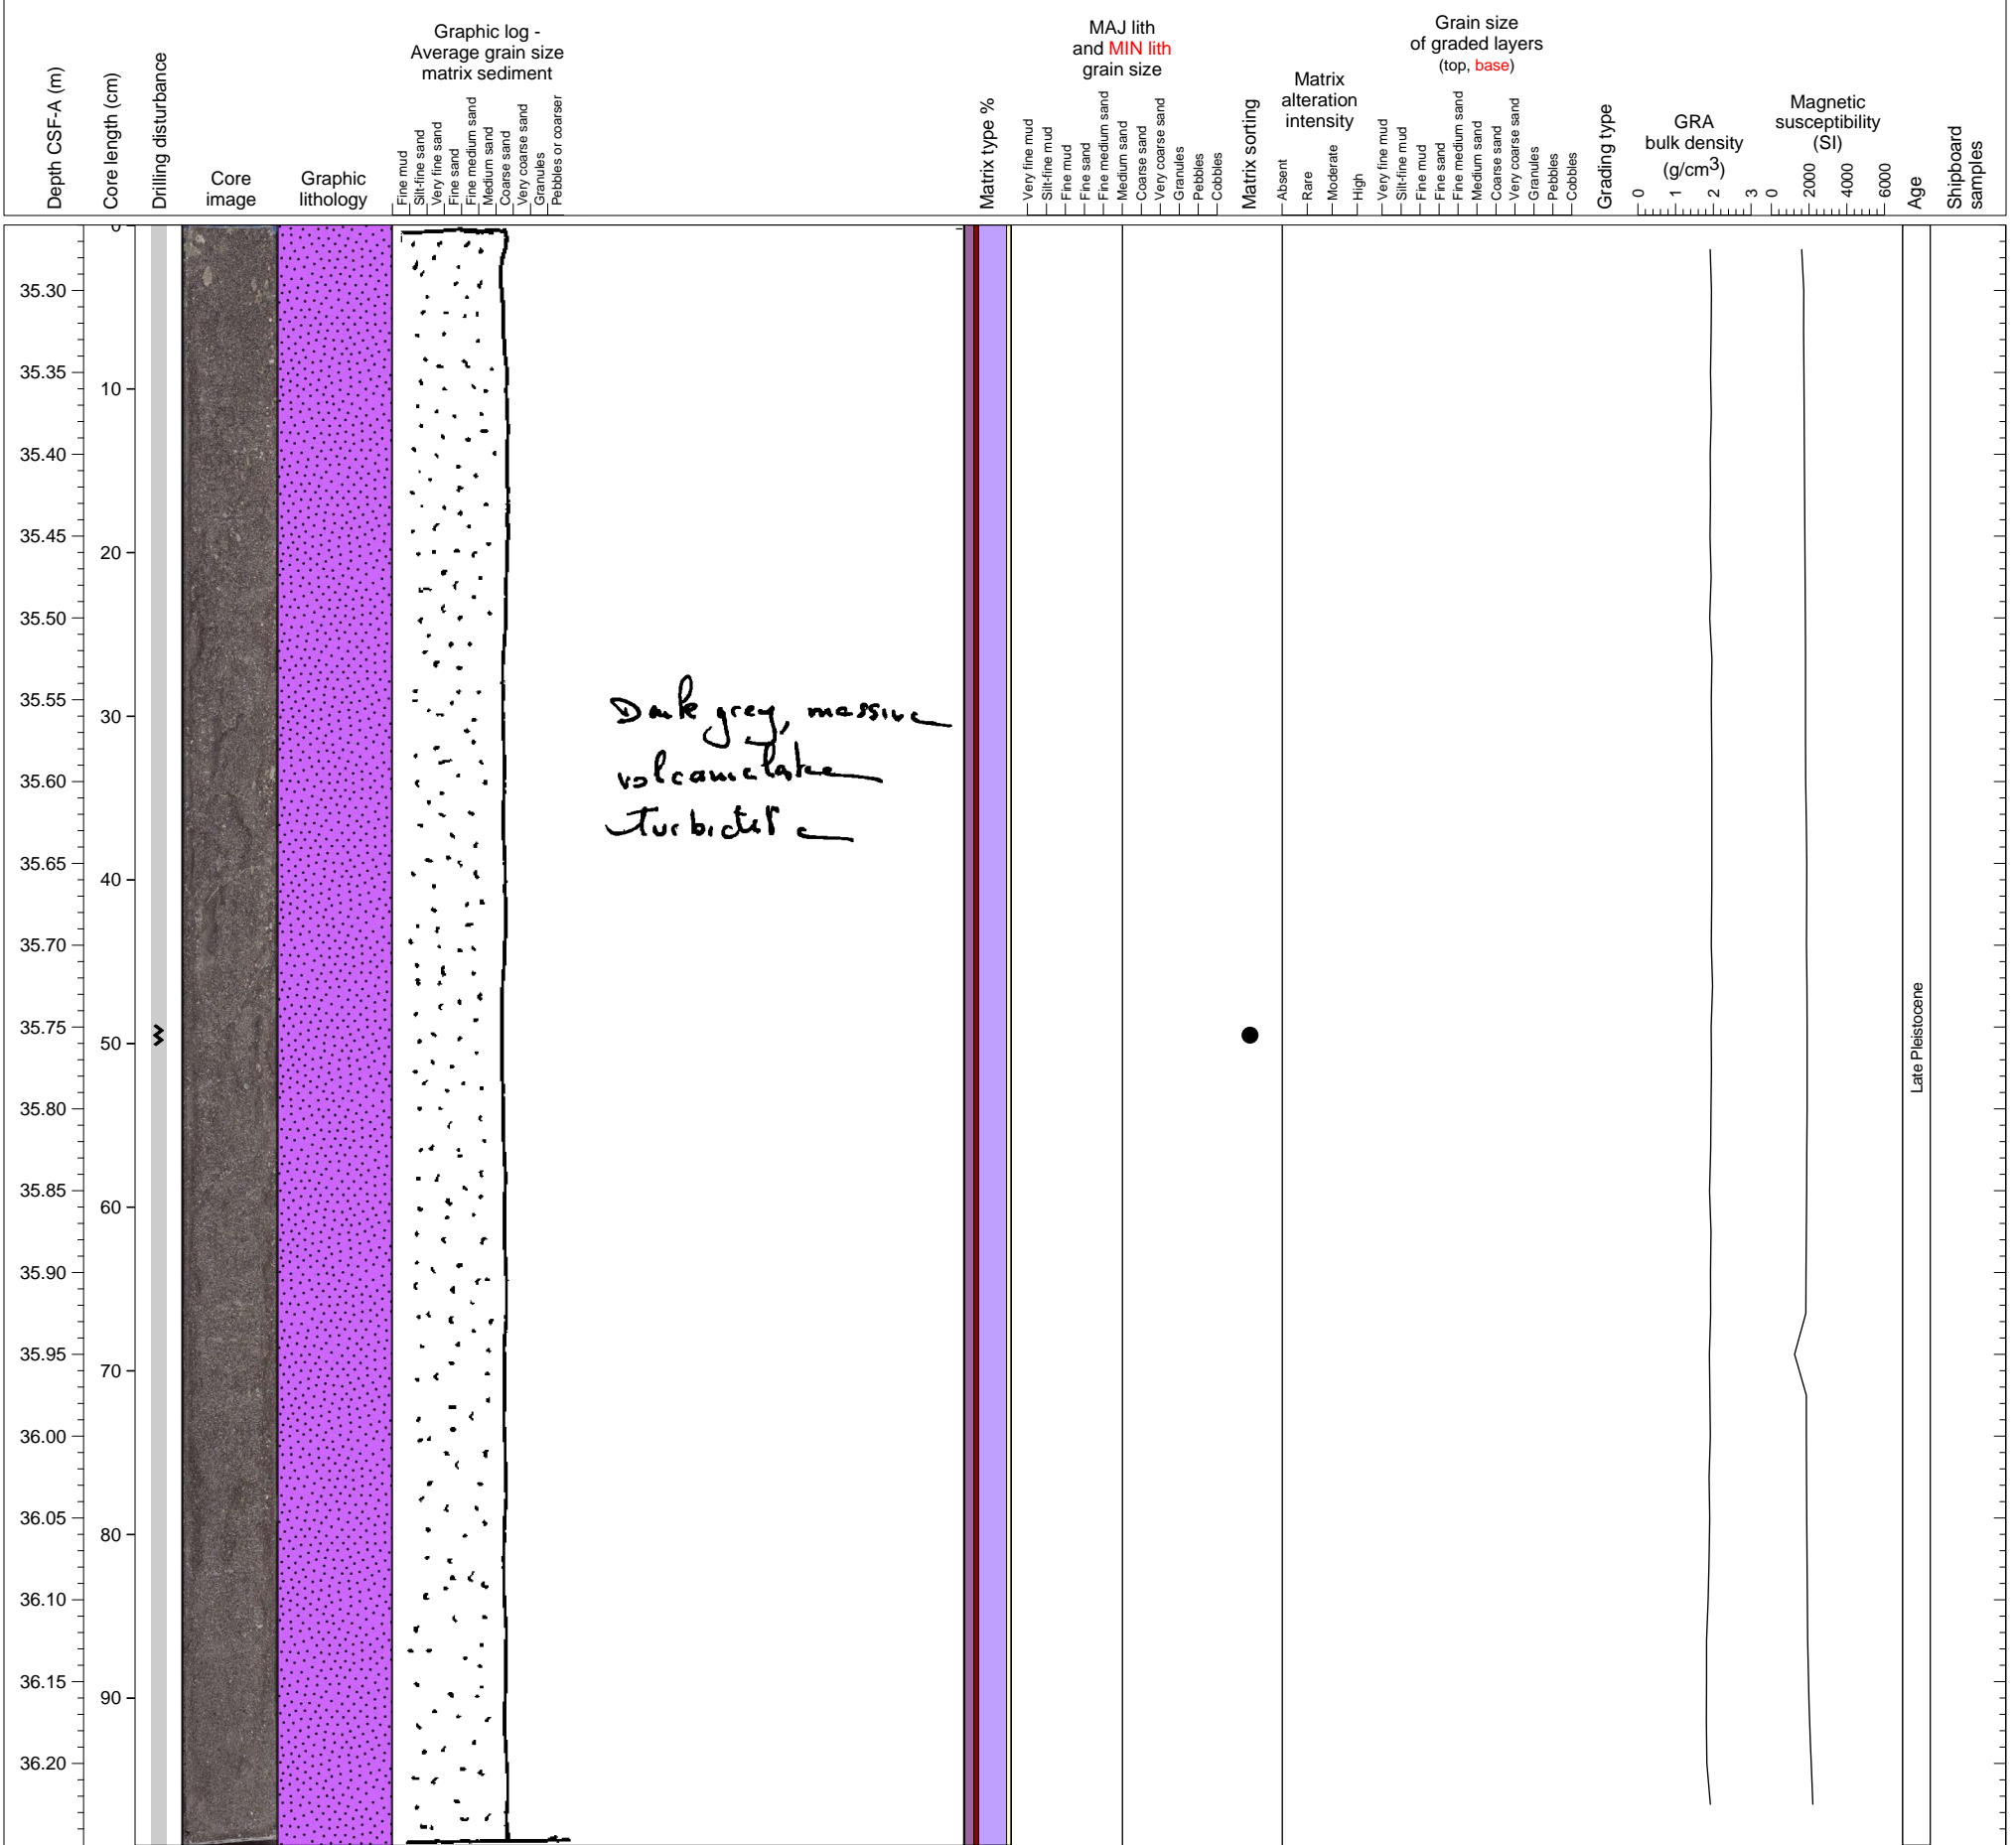 Graphic log -
Average grain size
matrix sediment
MAJ lith
and MIN lith
grain size
Grain size
of graded layers
(top, base)
Matrix
alteration
intensity
GRA
bulk density
(g/cm3)
Magnetic
susceptibility
(SI)
Depth CSF-A (m)
Core length (cm)
Drilling disturbance
Core
image
Graphic
lithology
Fine mud
Silt-fine sand
Very fine sand
Fine sand
Fine medium sand
Medium sand
Coarse sand
Very coarse sand
Granules
Pebbles or coarser
Matrix type %
Very fine mud
Silt-fine mud
Fine mud
Fine sand
Fine medium sand
Medium sand
Coarse sand
Very coarse sand
Granules
Pebbles
Cobbles
Matrix sorting
Absent
Rare
Moderate
High
Very fine mud
Silt-fine mud
Fine mud
Fine sand
Fine medium sand
Medium sand
Coarse sand
Very coarse sand
Granules
Pebbles
Cobbles
Grading type
0 1 2 3
0 2000 4000 6000
Age
Shipboard
samples
0
35.30
35.35
10
35.40
35.45
20
35.50
35.55
30
Dark grey, massive
35.60
volcaniclastic
turbidite
35.65
40
35.70
35.75
50
Late Pleistocene
35.80
35.85
60
35.90
35.95
70
36.00
36.05
80
36.10
36.15
90
36.20